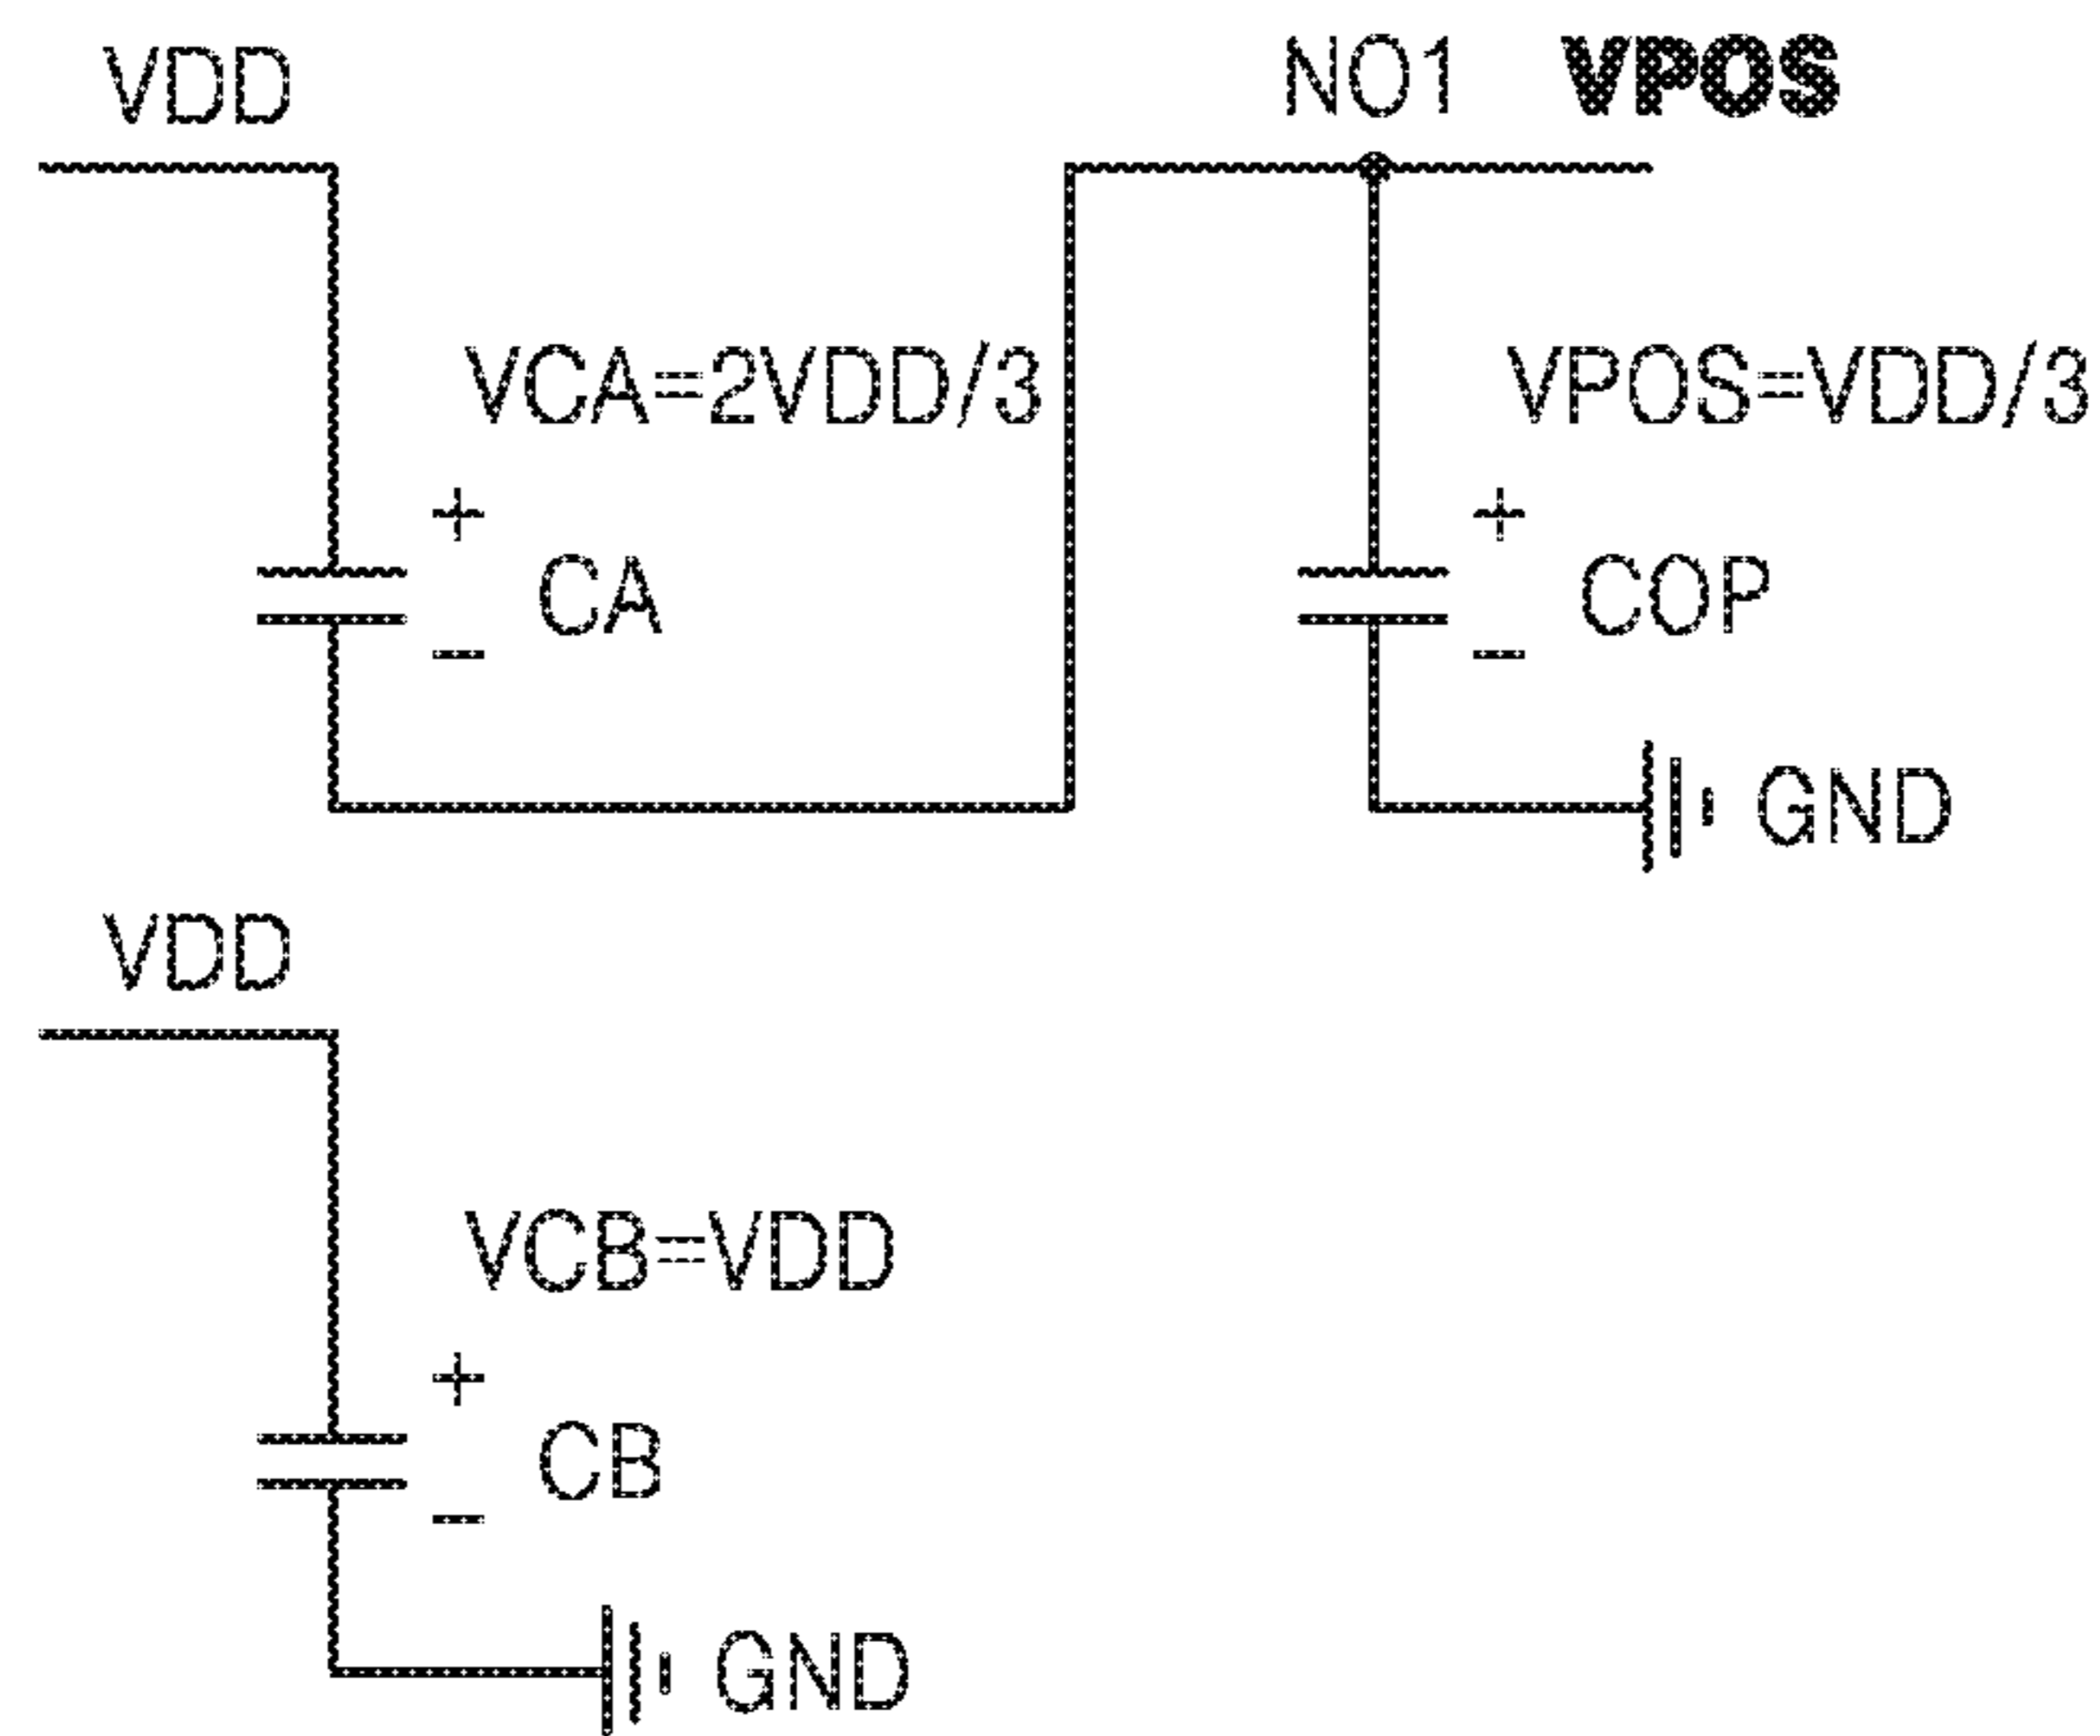 VDD
NO1 VPOS
VCA=2VDD/3
VPOS=VDD/3
+
+
CA
COP
−
−
GND
VDD
VCB=VDD
+
CB
−
GND